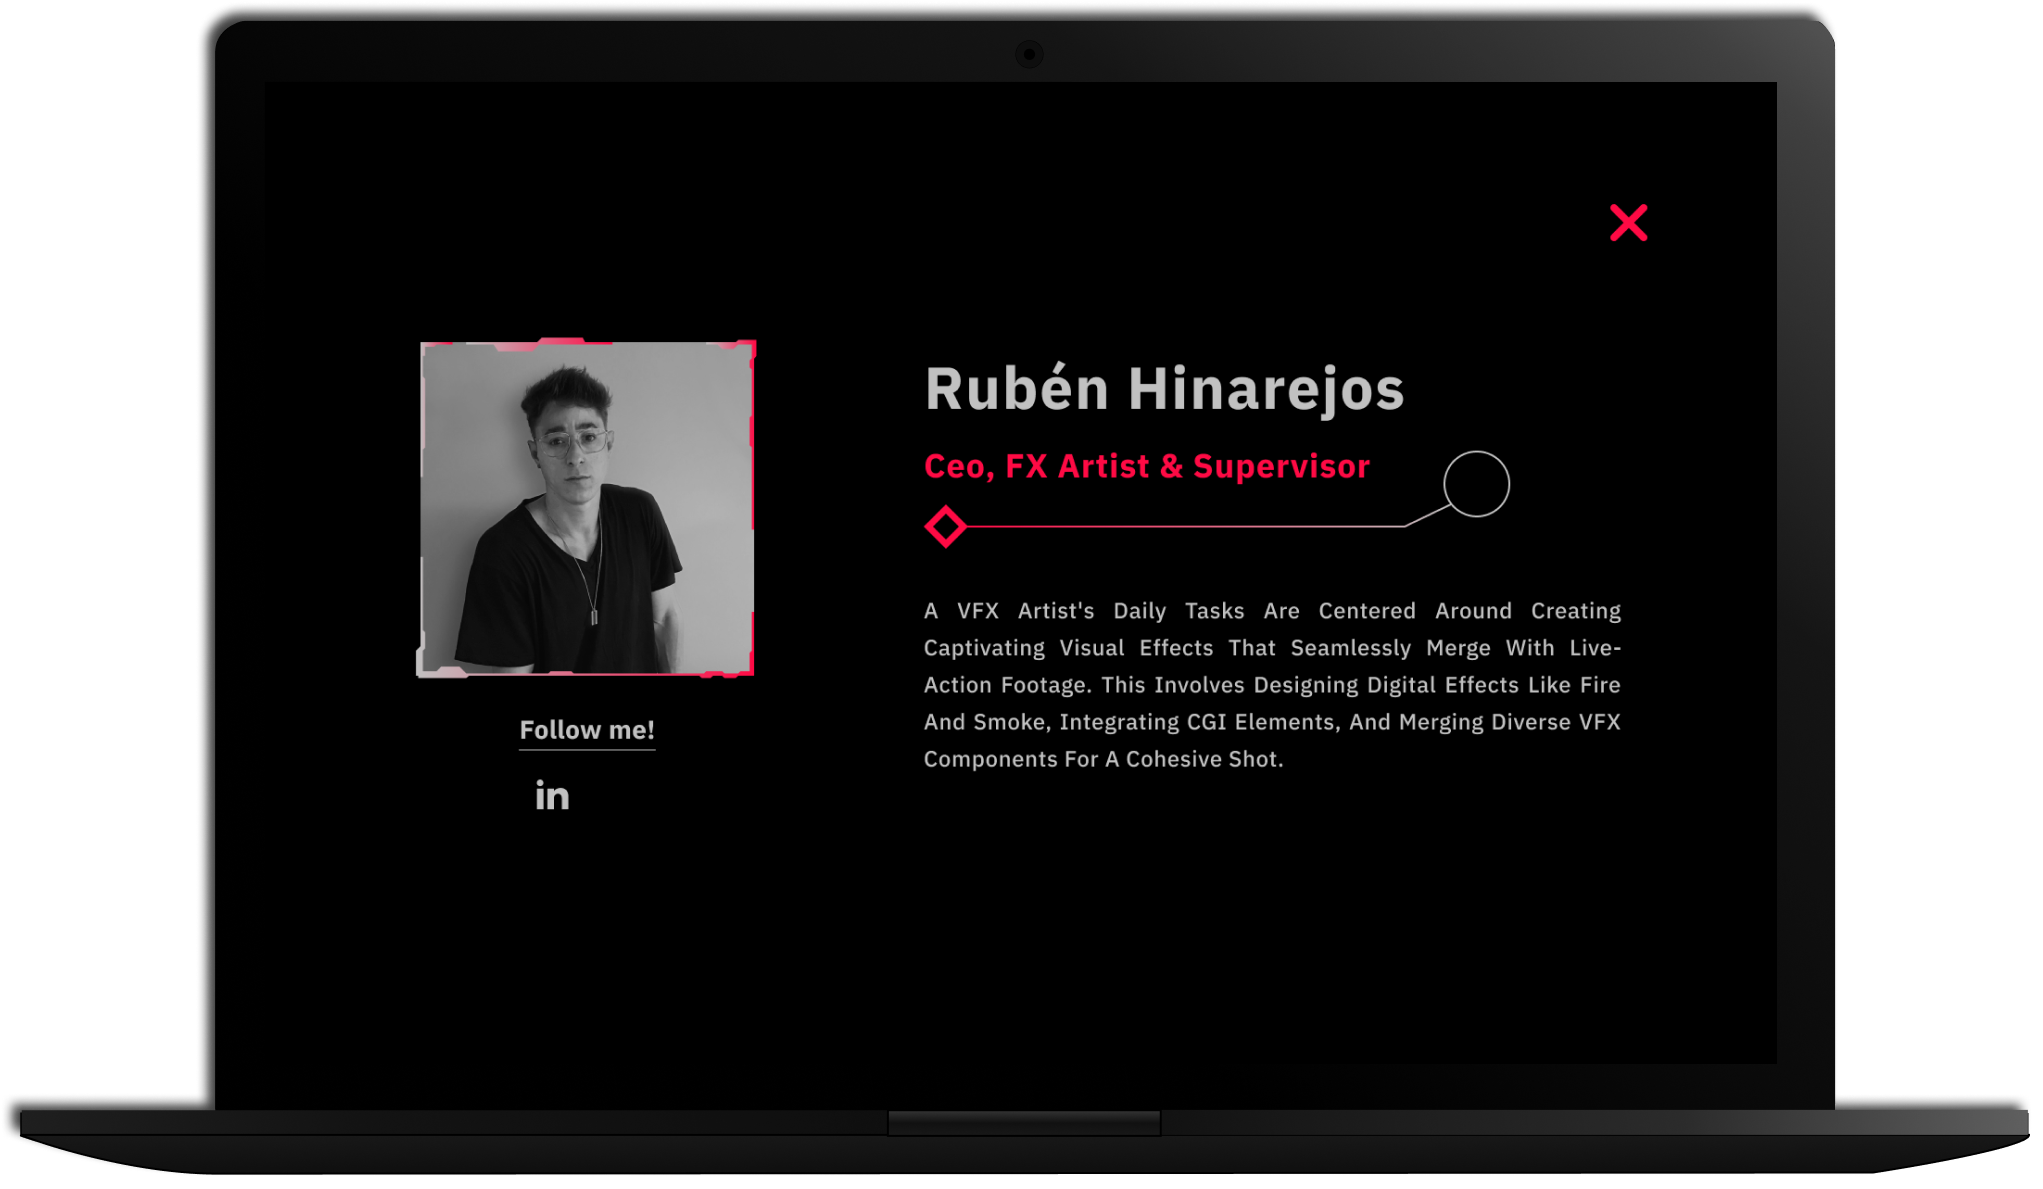 Rubén Hinarejos
Ceo, FX Artist & Supervisor
A VFX Artist's Daily Tasks Are Centered Around Creating
Captivating Visual Effects That Seamlessly Merge With Live-
Action Footage. This Involves Designing Digital Effects Like Fire
And Smoke, Integrating CGI Elements, And Merging Diverse VFX
Components For A Cohesive Shot.
Follow me!
in